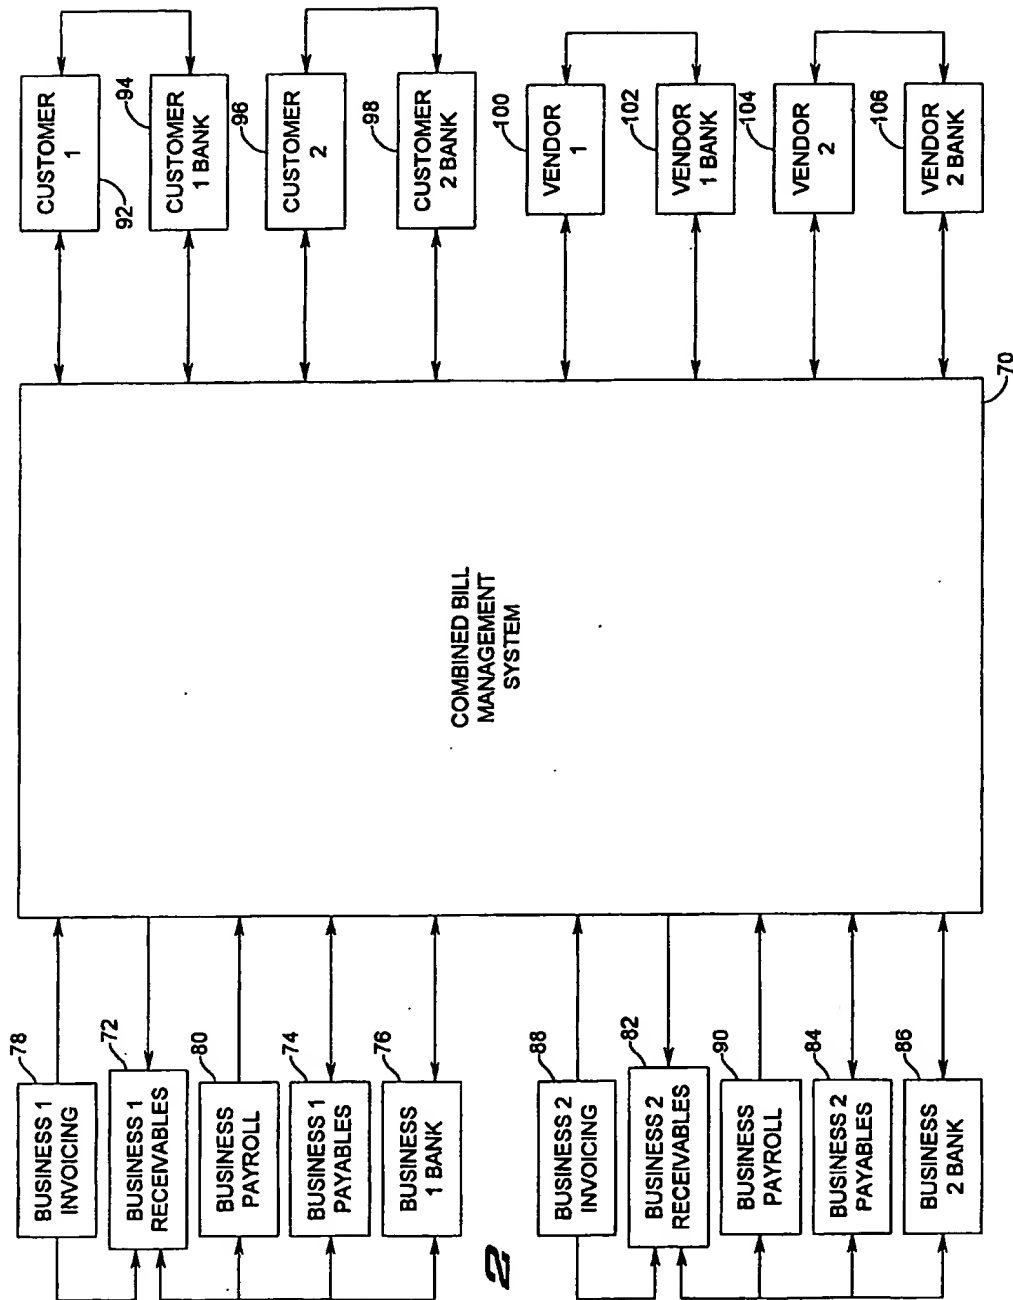 CUSTOMER
1
92
CUSTOMER
1 BANK
94
CUSTOMER
2
96
CUSTOMER
2 BANK
98
VENDOR
1
100
VENDOR
1 BANK
102
VENDOR
2
104
VENDOR
2 BANK
106
COMBINED BILL
MANAGEMENT
SYSTEM
70
BUSINESS 1
INVOICING
78
BUSINESS 1
RECEIVABLES
72
BUSINESS
PAYROLL
80
BUSINESS 1
PAYABLES
74
BUSINESS
1 BANK
76
BUSINESS 2
INVOICING
88
BUSINESS 2
RECEIVABLES
82
BUSINESS
PAYROLL
90
BUSINESS 2
PAYABLES
84
BUSINESS
2 BANK
86
2